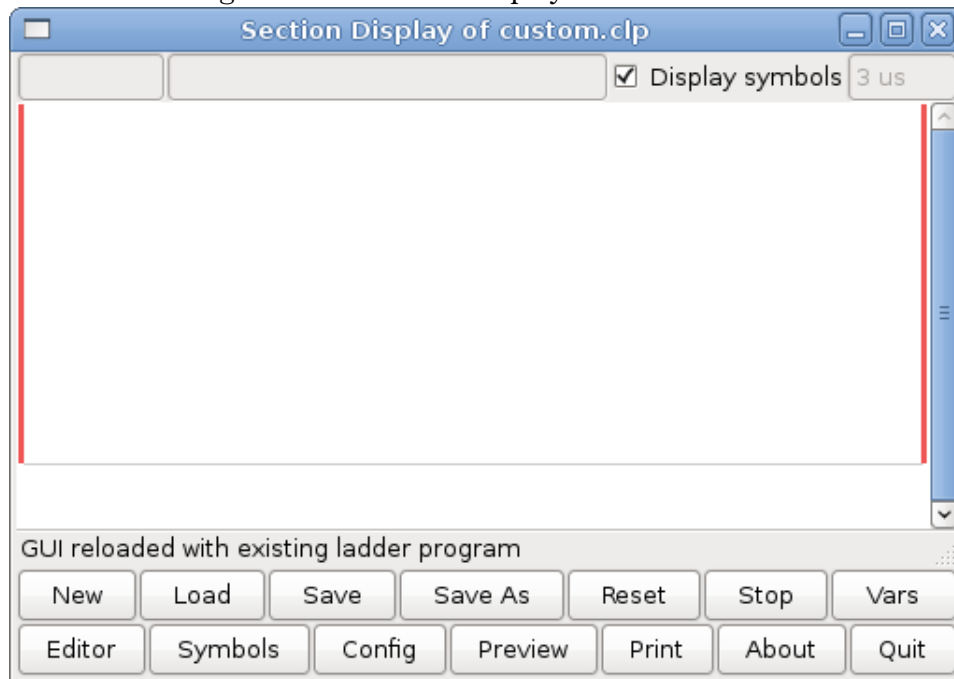 Section Display of custom.clp
Display symbols 3 us
GUI reloaded with existing ladder program
New Load Save Save As Reset Stop Vars
Editor Symbols Config Preview Print About Quit